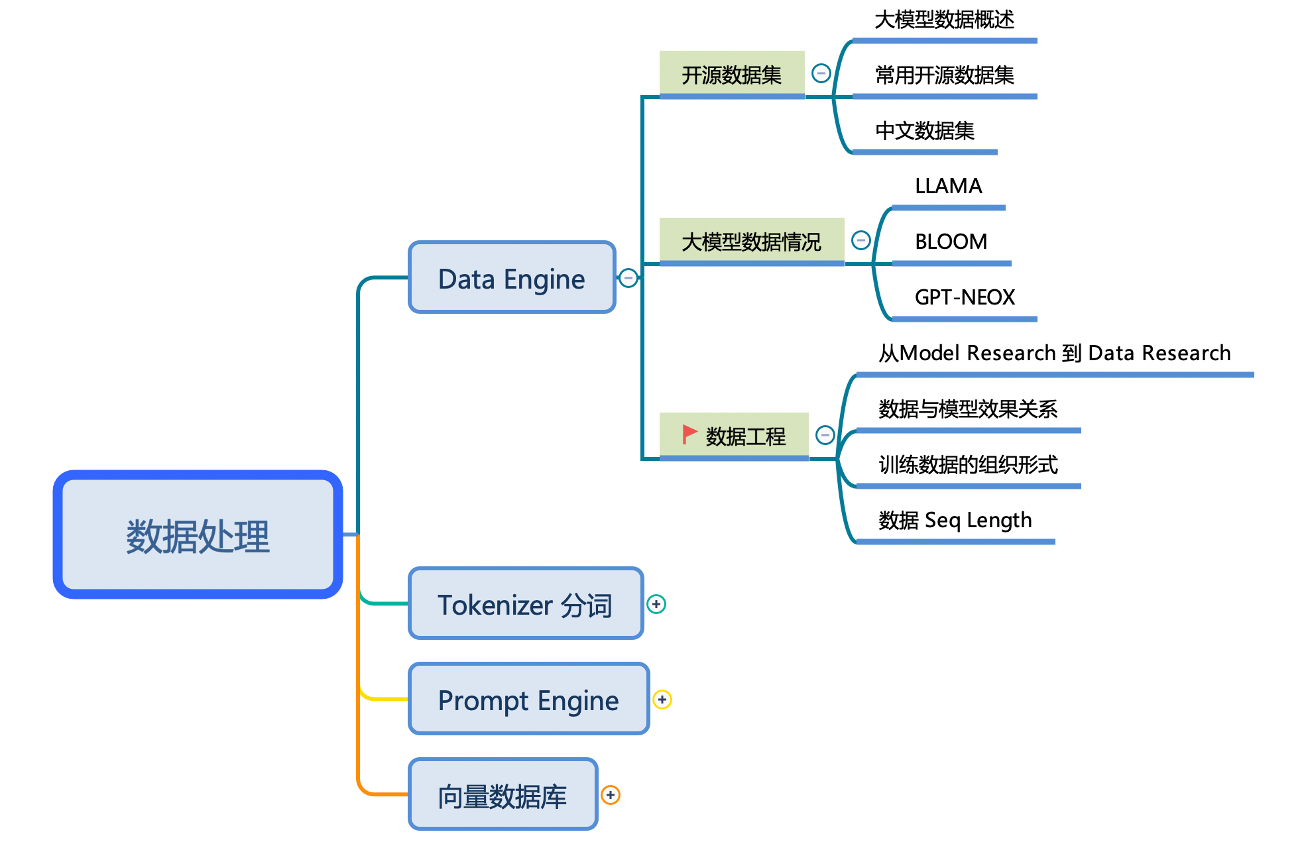 数据处理
Data Engine
开源数据集
大模型数据概述
常用开源数据集
中文数据集
大模型数据情况
LLAMA
BLOOM
GPT-NEOX
数据工程
从Model Research 到 Data Research
数据与模型效果关系
训练数据的组织形式
数据 Seq Length
Tokenizer 分词
Prompt Engine
向量数据库